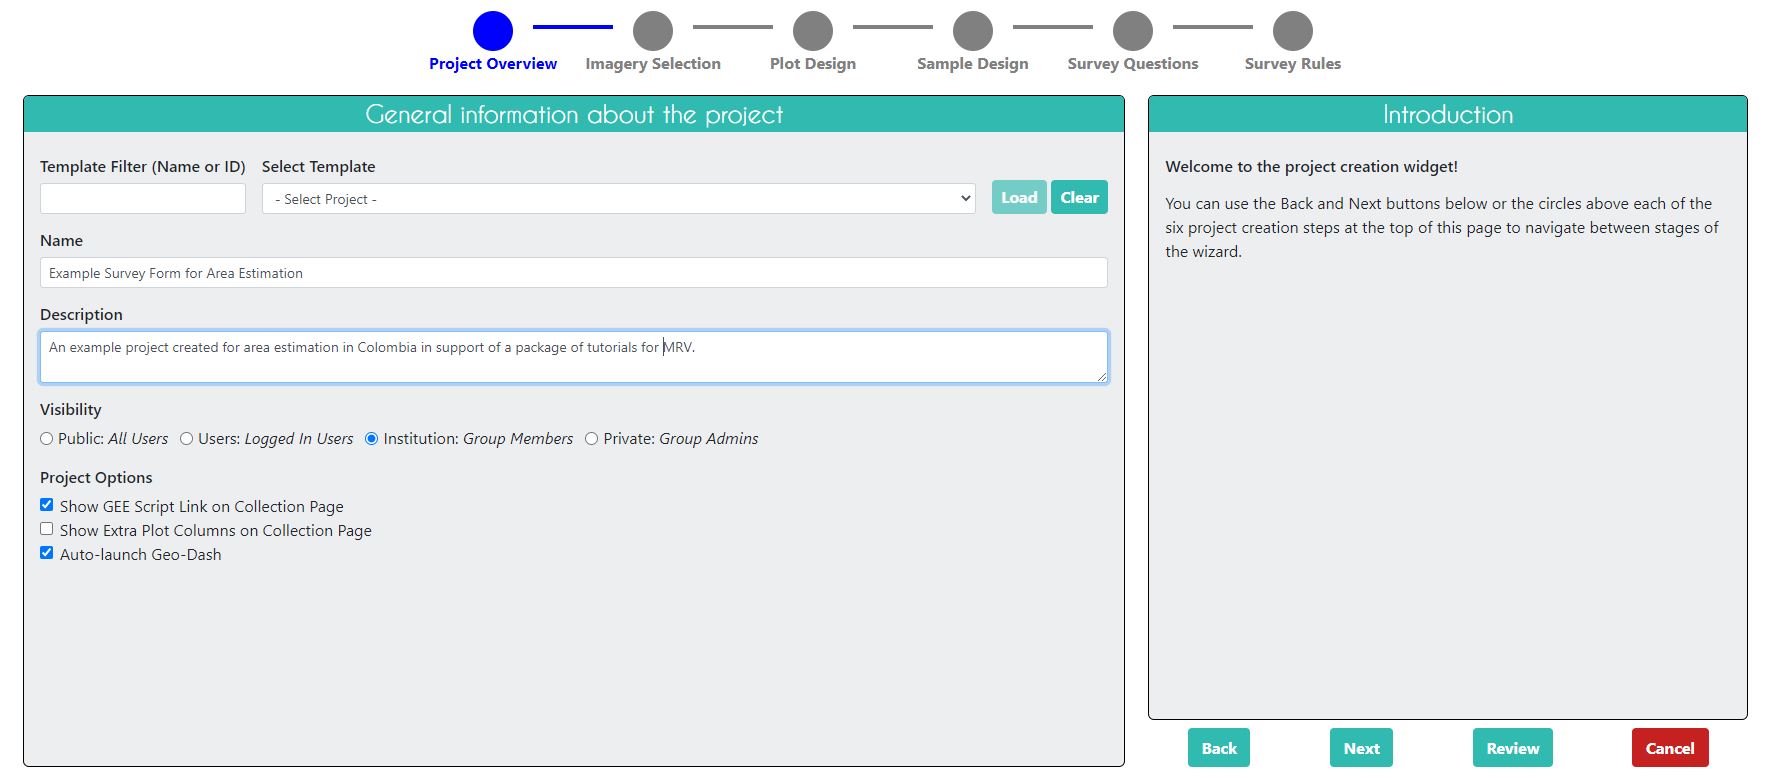 Project Overview
Imagery Selection
Plot Design
Sample Design
Survey Questions
Survey Rules
General information about the project
Template Filter (Name or ID)
Select Template
- Select Project -
Load
Clear
Name
Example Survey Form for Area Estimation
Description
An example project created for area estimation in Colombia in support of a package of tutorials for MRV.
Visibility
Public: All Users
Users: Logged In Users
Institution: Group Members
Private: Group Admins
Project Options
Show GEE Script Link on Collection Page
Show Extra Plot Columns on Collection Page
Auto-launch Geo-Dash
Introduction
Welcome to the project creation widget!
You can use the Back and Next buttons below or the circles above each of the
six project creation steps at the top of this page to navigate between stages of
the wizard.
Back
Next
Review
Cancel